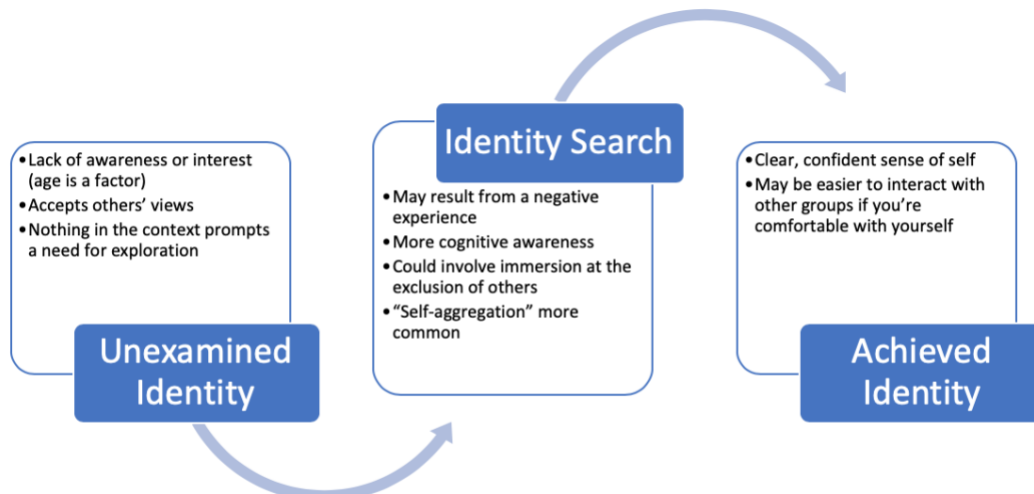 •Lack of awareness or interest
(age is a factor)
•Accepts others’ views
•Nothing in the context prompts
a need for exploration
Unexamined
Identity
Identity Search
•May result from a negative
experience
•More cognitive awareness
•Could involve immersion at the
exclusion of others
•“Self-aggregation” more
common
•Clear, confident sense of self
•May be easier to interact with
other groups if you’re
comfortable with yourself
Achieved
Identity